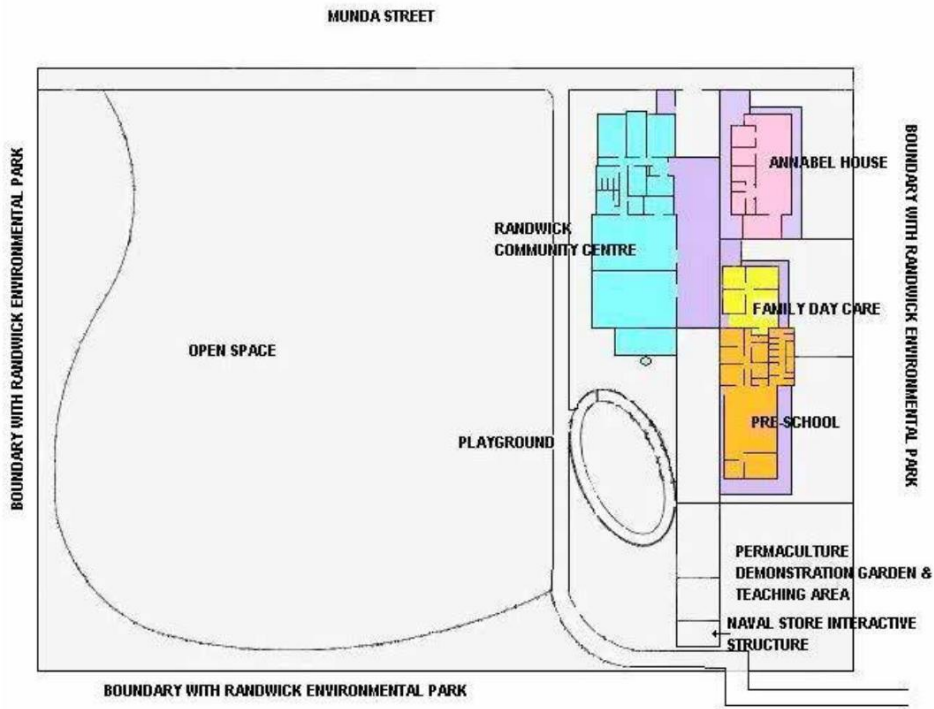 MUNDA STREET
BOUNDARY WITH RANDWICK ENVIRONMENTAL PARK
ANNABEL HOUSE
BOUNDARY WITH RANDWICK ENVIRONMENTAL PARK
RANDWICK
COMMUNITY CENTRE
FAMILY DAY CARE
OPEN SPACE
PRE-SCHOOL
PLAYGROUND
PERMACULTURE
DEMONSTRATION GARDEN &
TEACHING AREA
NAVAL STORE INTERACTIVE
STRUCTURE
BOUNDARY WITH RANDWICK ENVIRONMENTAL PARK